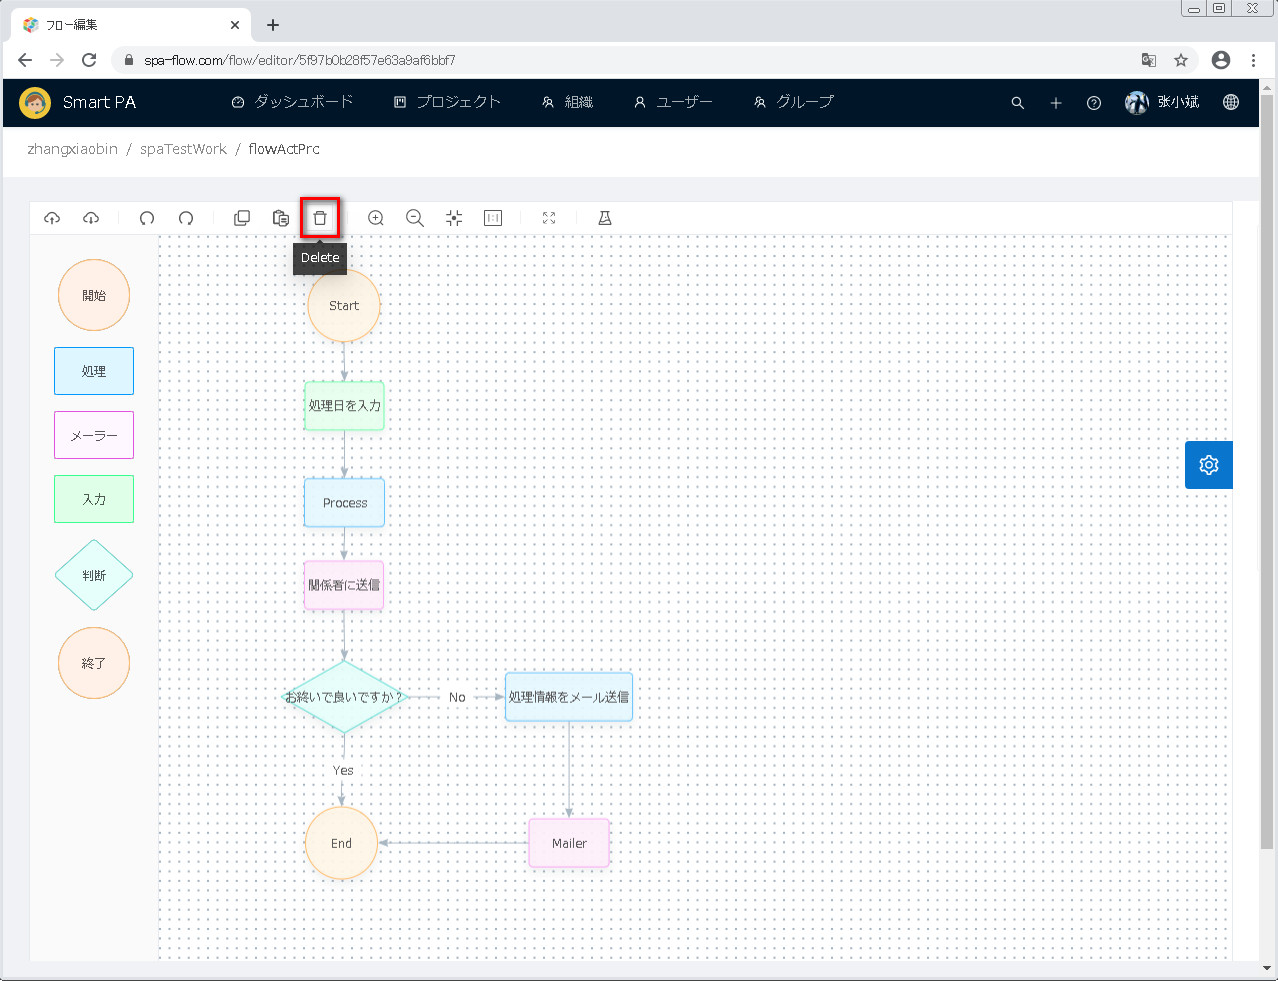 フロー編集
spa-flow.com/flow/editor/5f97b0b28f57e63a9af6bbf7
Smart PA ダッシュボード プロジェクト 組織 ユーザー グループ 张小斌
zhangxiaobin / spaTestWork / flowActPrc
Delete
開始
処理
メーラー
入力
判断
終了
Start
処理日を入力
Process
関係者に送信
お終いで良いですか？ No 処理情報をメール送信
Yes
End Mailer